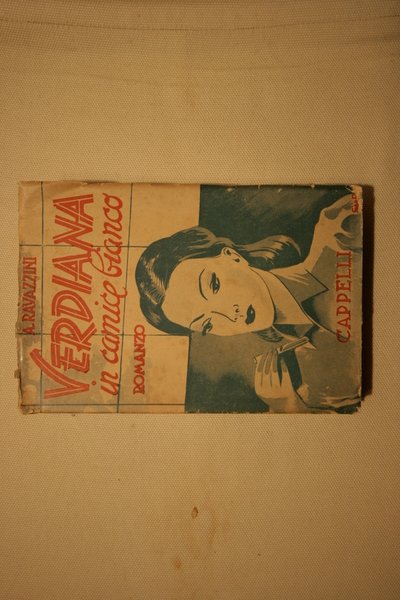 A. RAVAZZINI
VERDIANA
in camice bianco
ROMANZO
CAPPELLI